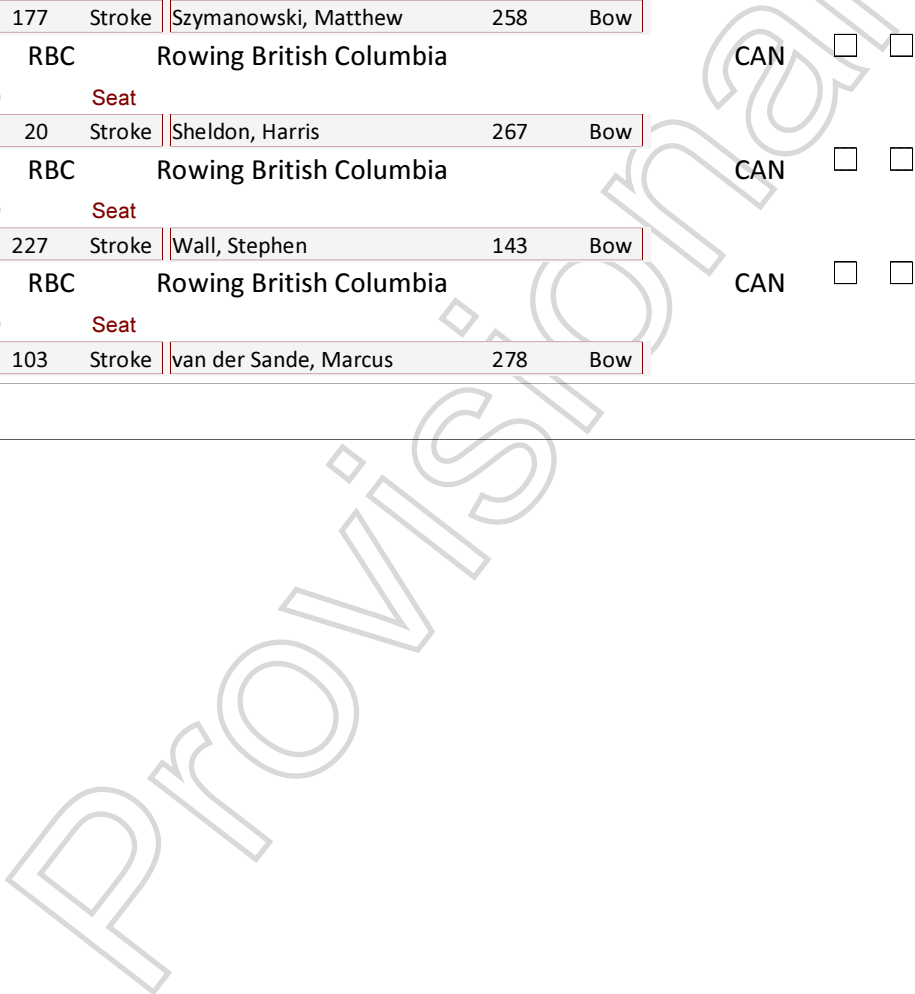 177 Stroke Szymanowski, Matthew 258 Bow
RBC Rowing British Columbia CAN
Seat
20 Stroke Sheldon, Harris 267 Bow
RBC Rowing British Columbia CAN
Seat
227 Stroke Wall, Stephen 143 Bow
RBC Rowing British Columbia CAN
Seat
103 Stroke van der Sande, Marcus 278 Bow
Provisional